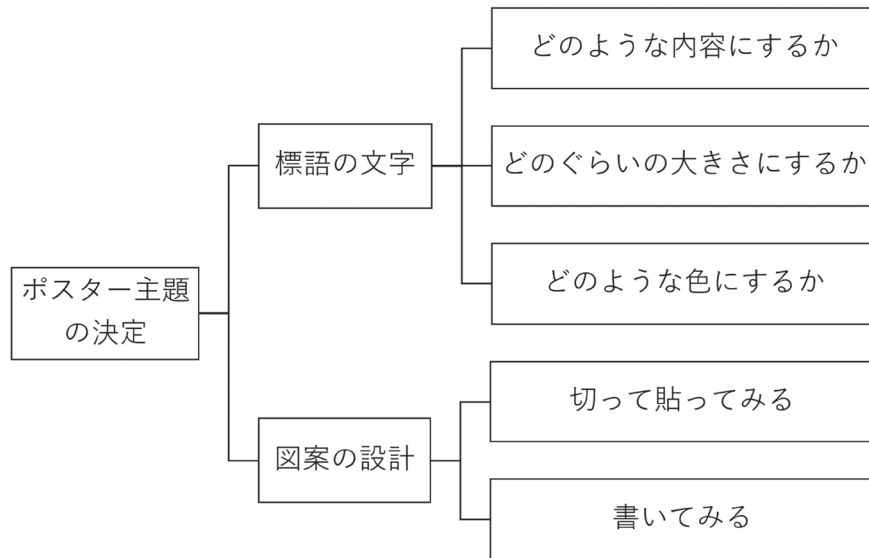 どのような内容にするか
標語の文字
どのぐらいの大きさにするか
どのような色にするか
ポスター主題
の決定
切って貼ってみる
図案の設計
書いてみる